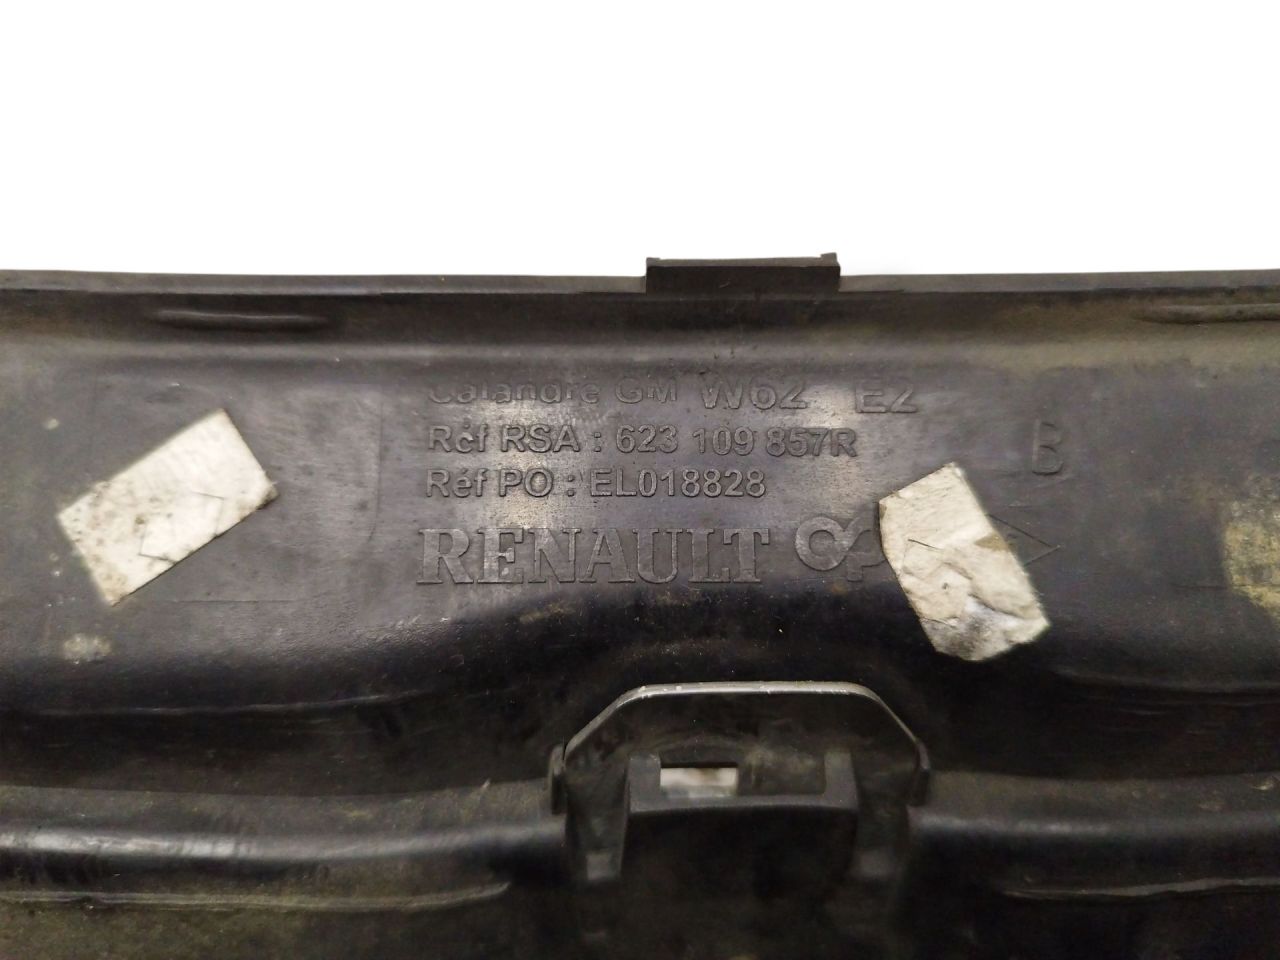 Calandre GM W62 E2
Réf RSA : 623 109 857R
B
Réf PO : EL018828
RENAULT